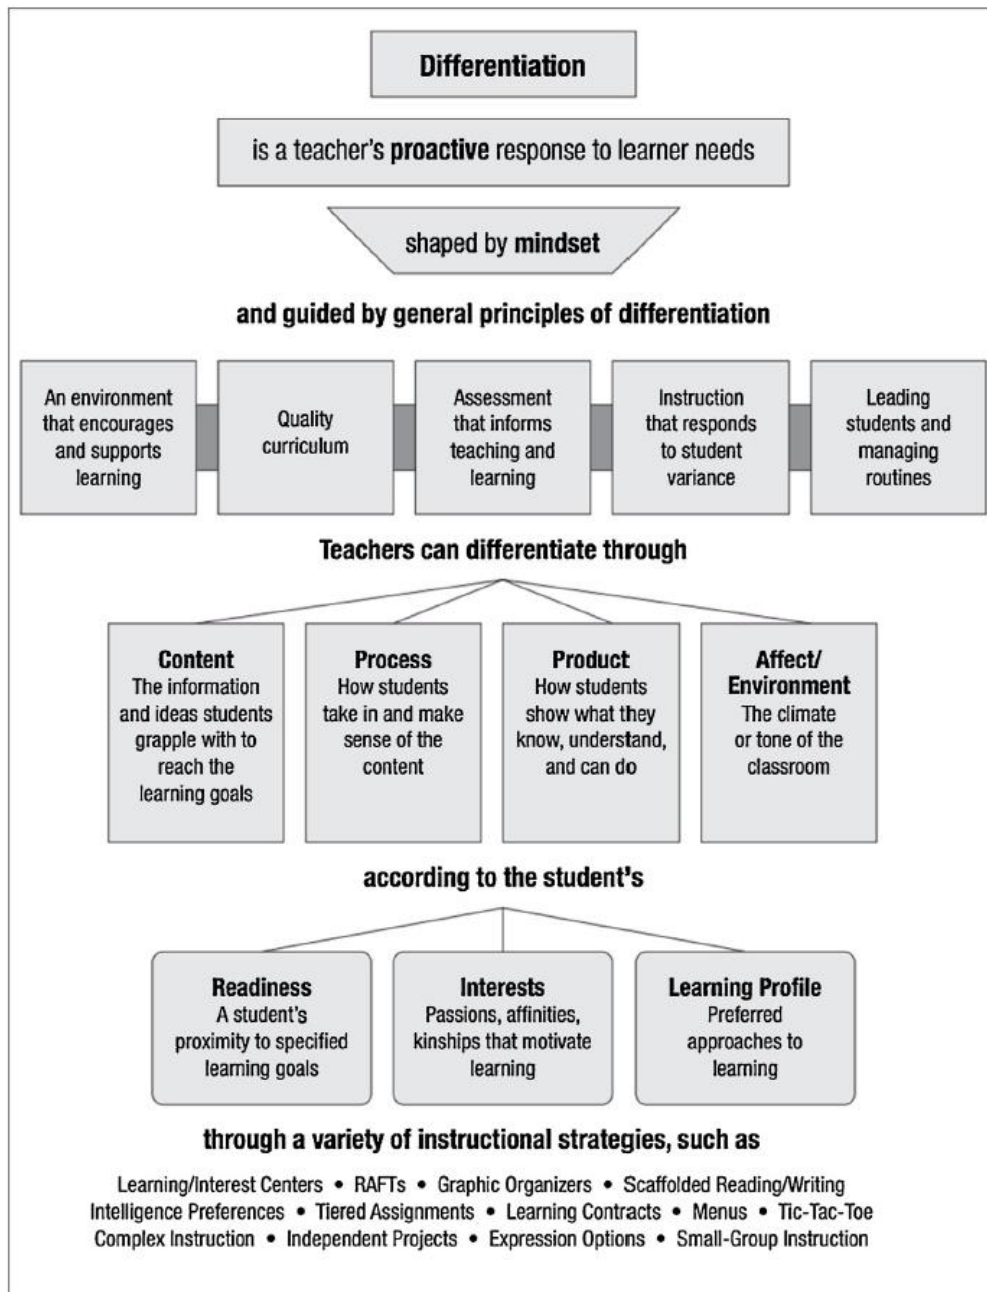 Differentiation
is a teacher's proactive response to learner needs
shaped by mindset
and guided by general principles of differentiation
An environment
that encourages
and supports
learning
Quality
curriculum
Assessment
that informs
teaching and
learning
Instruction
that responds
to student
variance
Leading
students and
managing
routines
Teachers can differentiate through
Content
The information
and ideas students
grapple with to
reach the
learning goals
Process
How students
take in and make
sense of the
content
Product
How students
show what they
know, understand,
and can do
Affect/
Environment
The climate
or tone of the
classroom
according to the student's
Readiness
A student's
proximity to specified
learning goals
Interests
Passions, affinities,
kinships that motivate
learning
Learning Profile
Preferred
approaches to
learning
through a variety of instructional strategies, such as
Learning/Interest Centers • RAFTs • Graphic Organizers • Scaffolded Reading/Writing
Intelligence Preferences • Tiered Assignments • Learning Contracts • Menus • Tic-Tac-Toe
Complex Instruction • Independent Projects • Expression Options • Small-Group Instruction